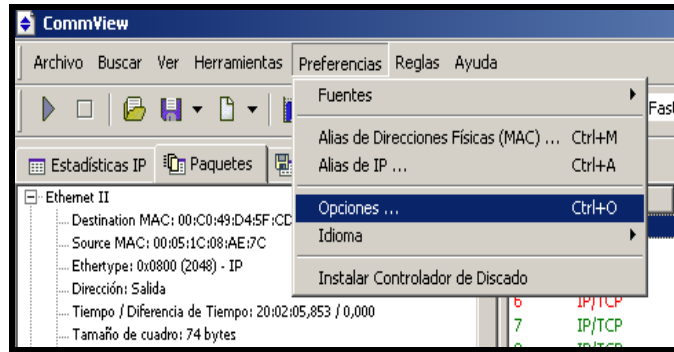 CommView
Archivo Buscar Ver Herramientas Preferencias Reglas Ayuda
Fuentes
Alias de Direcciones Físicas (MAC) ... Ctrl+M
Alias de IP ... Ctrl+A
Opciones ... Ctrl+O
Idioma
Instalar Controlador de Discado
Fast
Estadísticas IP Paquetes
Ethernet II
Destination MAC: 00:C0:49:D4:5F:CD
Source MAC: 00:05:1C:08:AE:7C
Ethertype: 0x0800 (2048) - IP
Dirección: Salida
Tiempo / Diferencia de Tiempo: 20:02:05,853 / 0,000
Tamaño de cuadro: 74 bytes
6 IP/TCP
7 IP/TCP